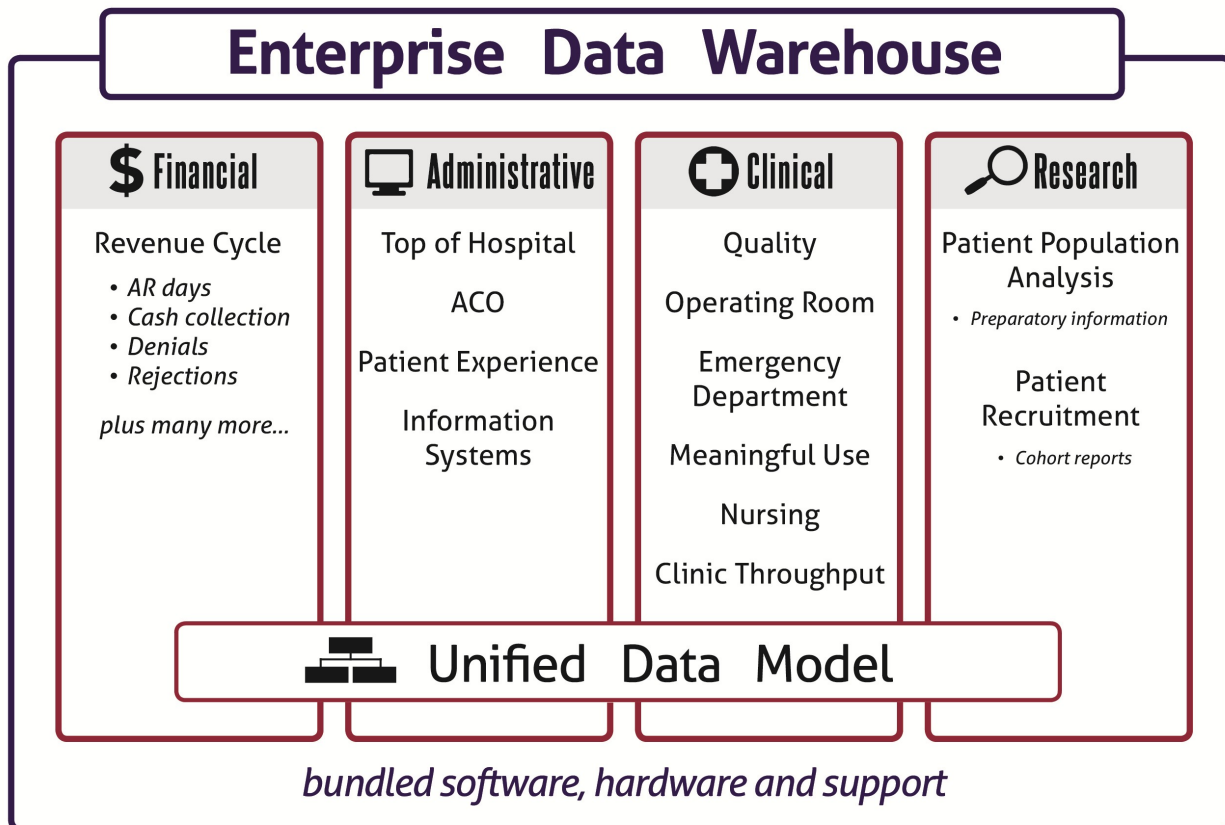 Enterprise Data Warehouse
$ Financial
Revenue Cycle
• AR days
• Cash collection
• Denials
• Rejections
plus many more...
Administrative
Top of Hospital
ACO
Patient Experience
Information
Systems
Clinical
Quality
Operating Room
Emergency
Department
Meaningful Use
Nursing
Clinic Throughput
Research
Patient Population
Analysis
• Preparatory information
Patient
Recruitment
• Cohort reports
Unified Data Model
bundled software, hardware and support